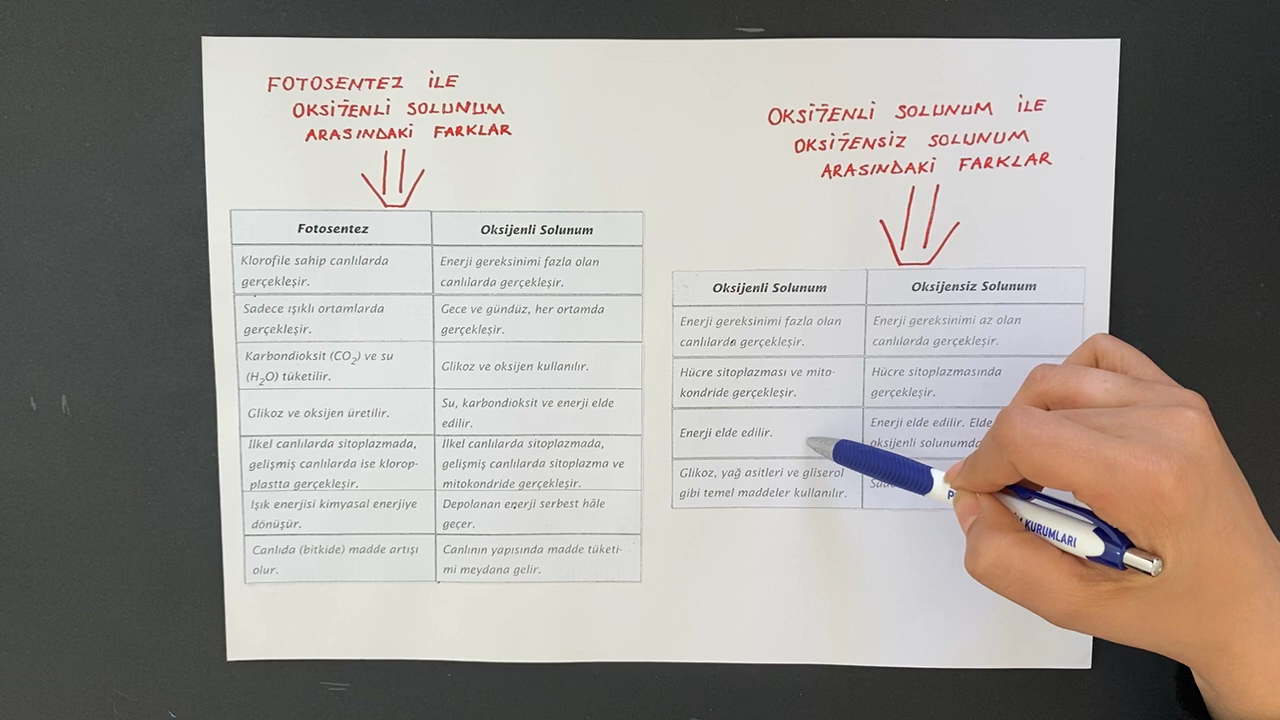 FOTOSENTEZ İLE
OKSİJENLİ SOLUNUM
ARASINDAKİ FARKLAR
Fotosentez
Oksijenli Solunum
Klorofile sahip canlılarda
gerçekleşir.
Enerji gereksinimi fazla olan
canlılarda gerçekleşir.
Sadece ışıklı ortamlarda
gerçekleşir.
Gece ve gündüz, her ortamda
gerçekleşir.
Karbondioksit (CO2) ve su
(H2O) tüketilir.
Glikoz ve oksijen kullanılır.
Glikoz ve oksijen üretilir.
Su, karbondioksit ve enerji elde
edilir.
İlkel canlılarda sitoplazmada,
gelişmiş canlılarda ise klorop-
plastta gerçekleşir.
İlkel canlılarda sitoplazmada,
gelişmiş canlılarda sitoplazma ve
mitokondride gerçekleşir.
Işık enerjisi kimyasal enerjiye
dönüşür.
Depolanan enerji serbest hâle
geçer.
Canlıda (bitkide) madde artışı
olur.
Canlının yapısında madde tüketi-
mi meydana gelir.
OKSİJENLİ SOLUNUM İLE
OKSİJENSİZ SOLUNUM
ARASINDAKİ FARKLAR
Oksijenli Solunum
Oksijensiz Solunum
Enerji gereksinimi fazla olan
canlılarda gerçekleşir.
Enerji gereksinimi az olan
canlılarda gerçekleşir.
Hücre sitoplazması ve mito-
kondride gerçekleşir.
Hücre sitoplazmasında
gerçekleşir.
Enerji elde edilir.
Enerji elde edilir. Elde
oksijenli solunumda
Glikoz, yağ asitleri ve gliserol
gibi temel maddeler kullanılır.
KURUMLARI